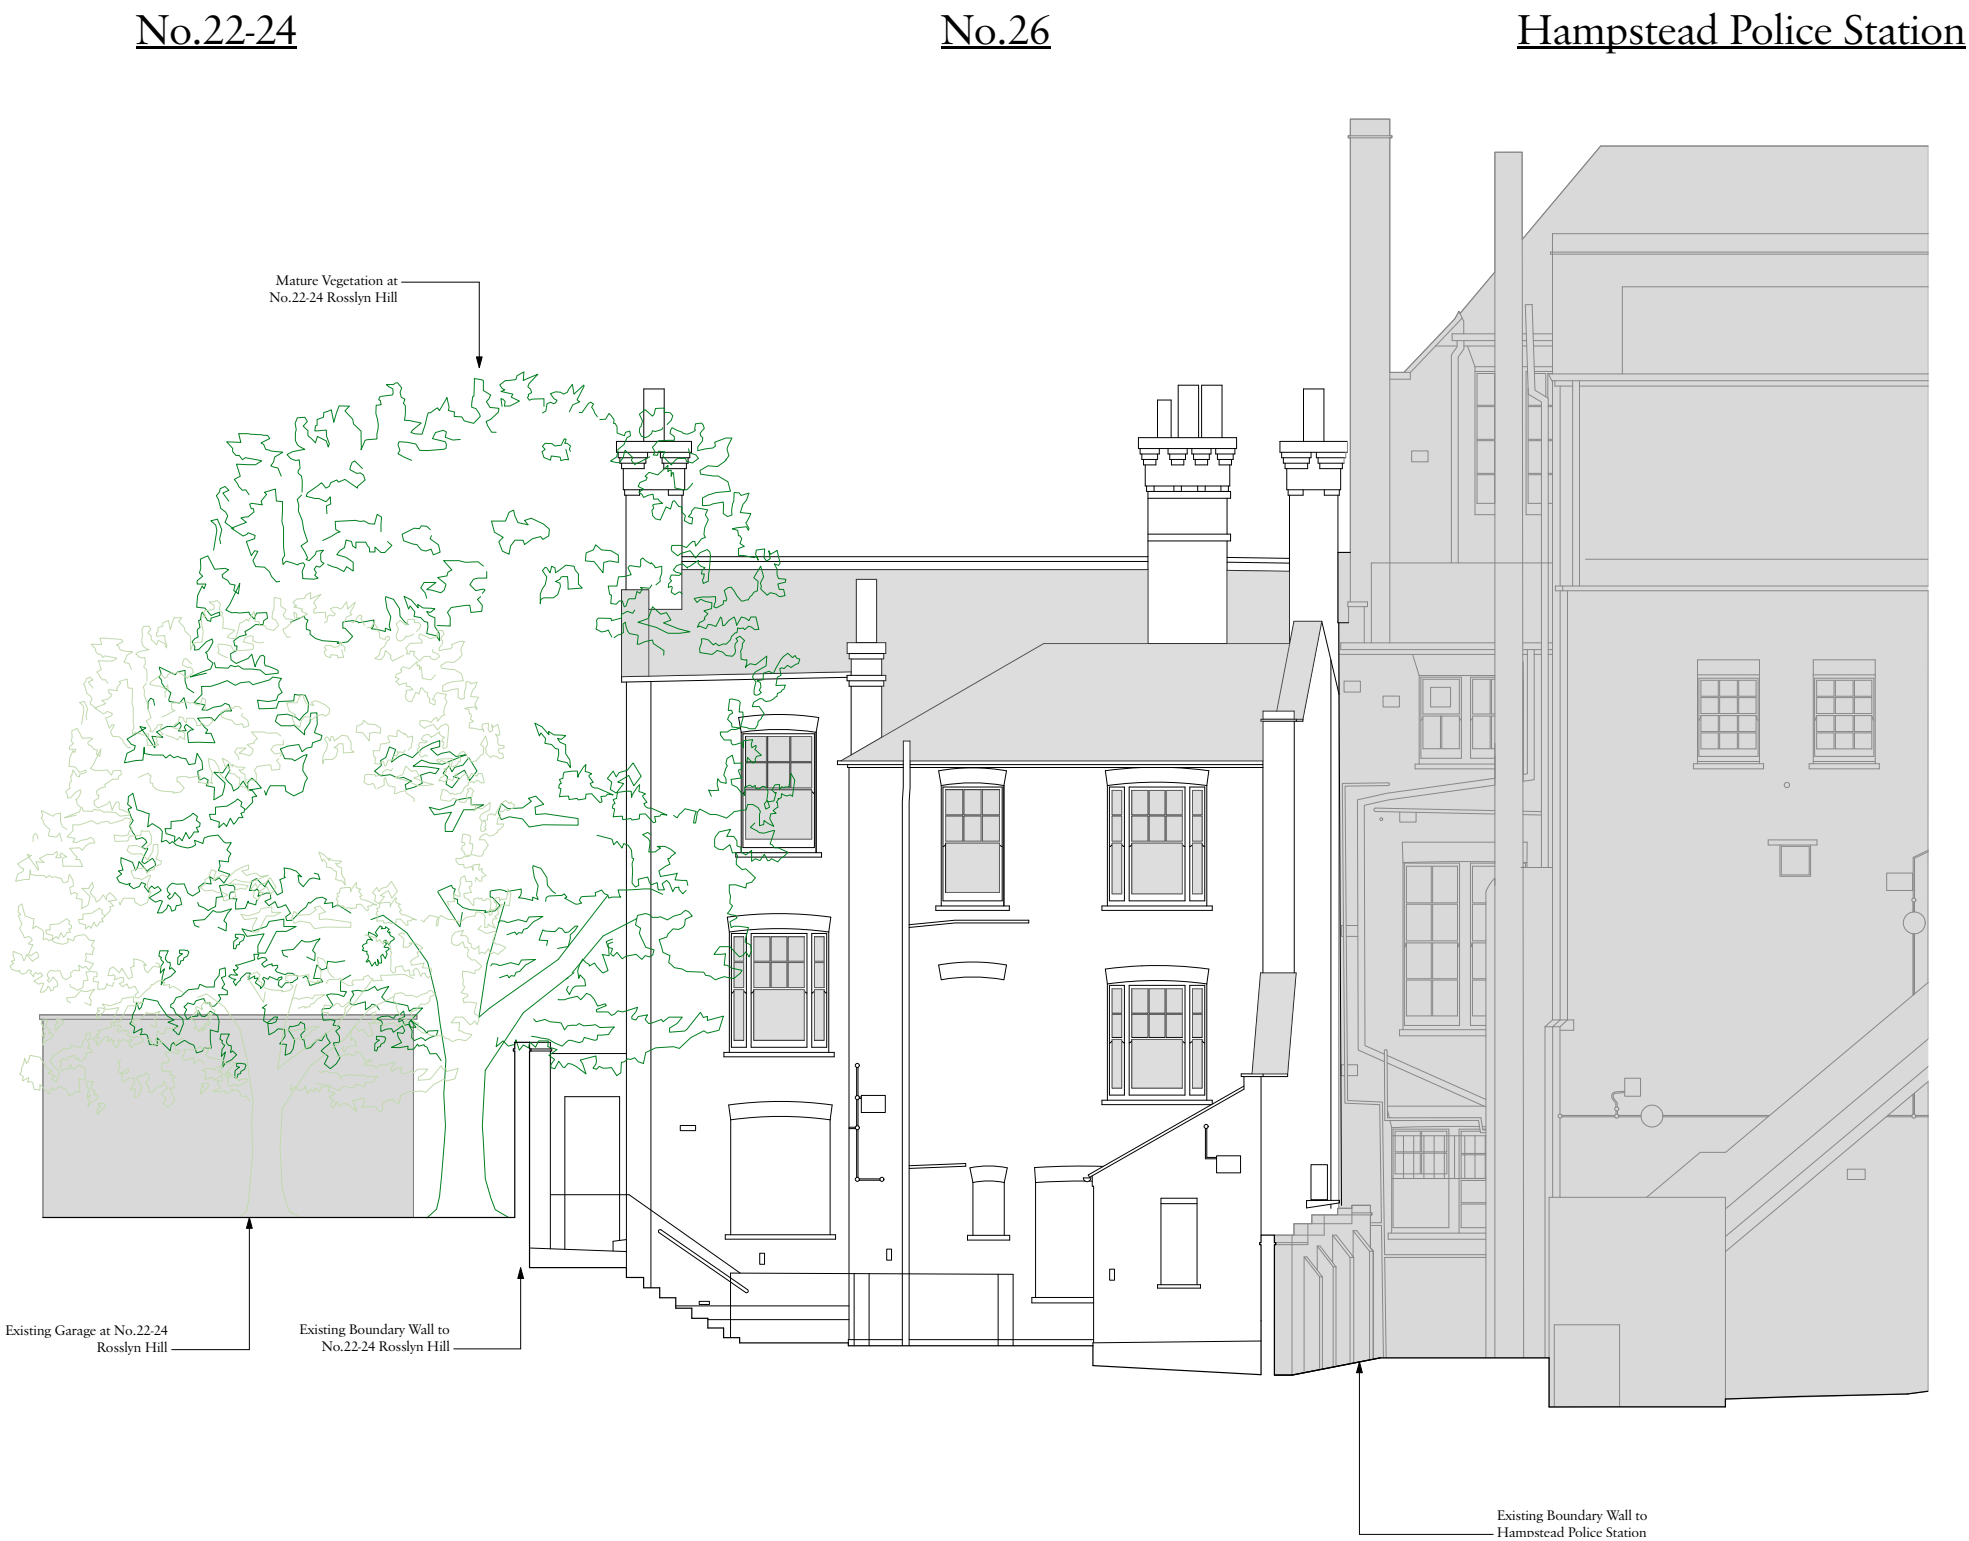 No.22-24
No.26
Hampstead Police Station
Mature Vegetation at
No.22-24 Rosslyn Hill
Existing Garage at No.22-24
Rosslyn Hill
Existing Boundary Wall to
No.22-24 Rosslyn Hill
Existing Boundary Wall to
Hampstead Police Station